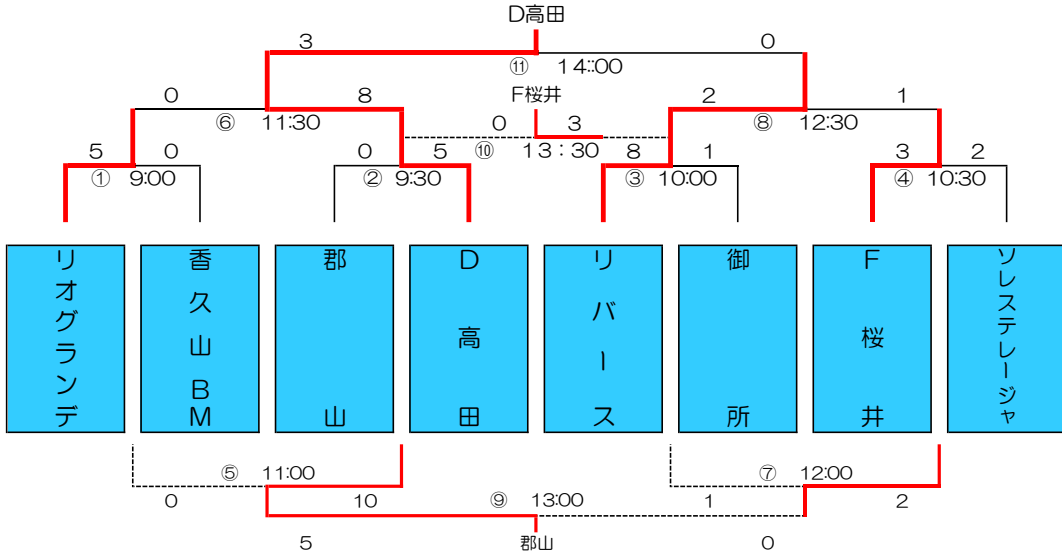 D高田
3 0
⑪ 14::00
F桜井
0 8 0 3 2 1
⑥ 11:30 ⑩ 13:30 ⑧ 12:30
5 0 0 5 8 1 3 2
① 9:00 ② 9:30 ③ 10:00 ④ 10:30
リオグランデ
香久山BM
郡山
D高田
リバース
御所
F桜井
ソレステレージャ
⑤ 11:00 ⑦ 12:00
0 10 ⑨ 13:00 1 2
5 郡山 0